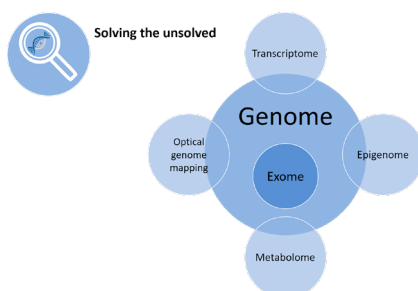 Solving the unsolved
Transcriptome
Genome
Optical
genome
mapping
Exome
Epigenome
Metabolome